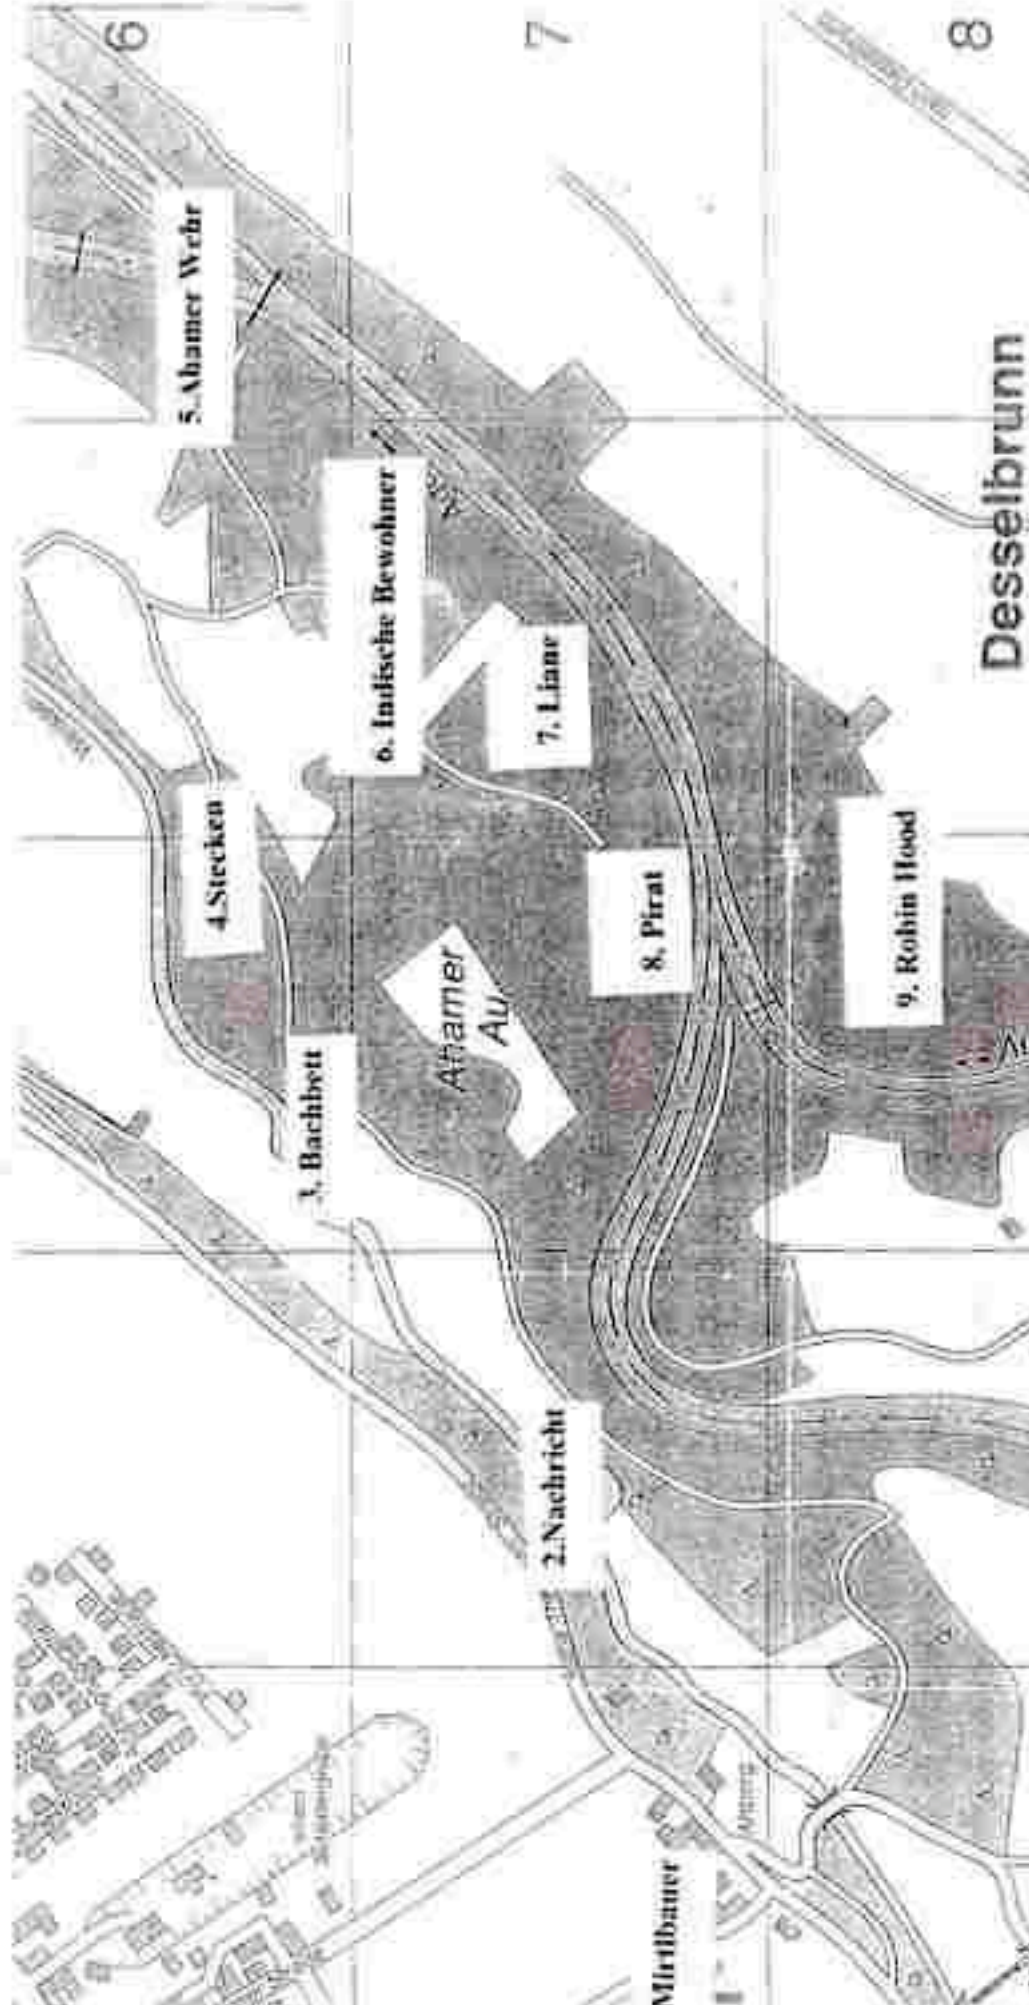 6
7
8
5.Ahamer Wehr
6. Indische Bewohner
7. Liane
4.Stecken
8. Pirat
9. Robin Hood
Desselbrunn
Ahamer
Au
3. Bachbett
2.Nachricht
Mirtlbauer